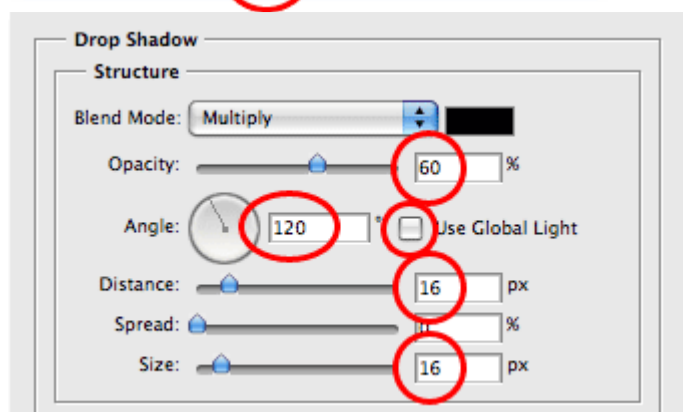 Drop Shadow
Structure
Blend Mode: Multiply
Opacity: 60 %
Angle: 120 ° Use Global Light
Distance: 16 px
Spread: 0 %
Size: 16 px